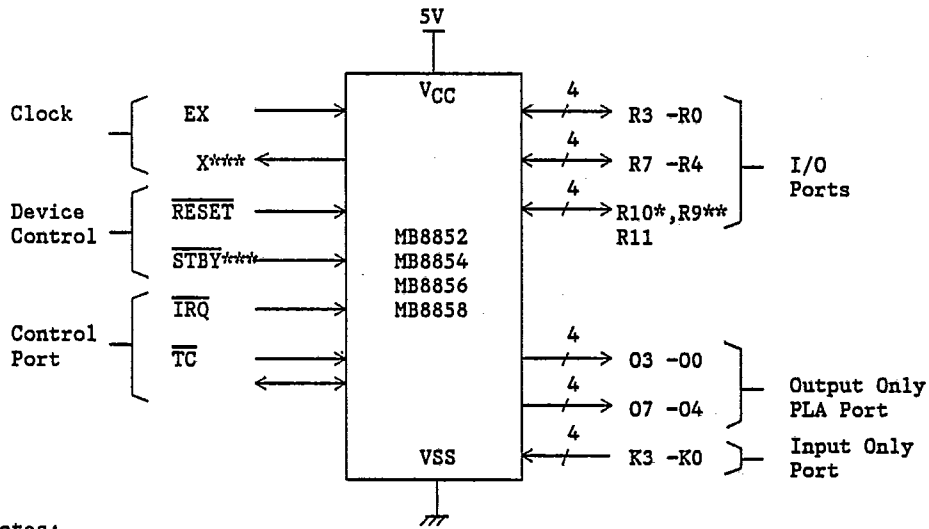 5V
VCC
Clock
EX
X***
Device
Control
RESET
STBY***
Control
Port
IRQ
TC
MB8852
MB8854
MB8856
MB8858
VSS
4
R3 -R0
4
R7 -R4
4
R10*,R9**
R11
I/O
Ports
4
O3 -O0
4
O7 -O4
Output Only
PLA Port
4
K3 -K0
Input Only
Port